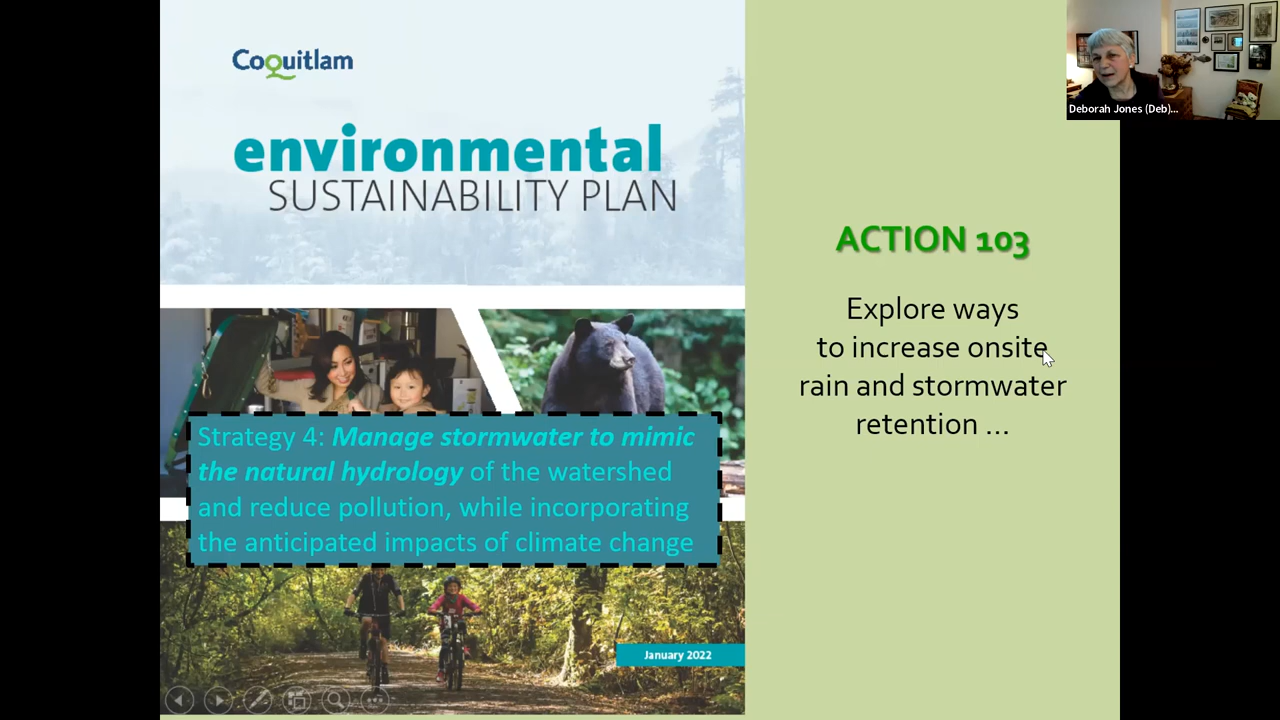 Coquitlam
environmental
SUSTAINABILITY PLAN
Strategy 4: Manage stormwater to mimic
the natural hydrology of the watershed
and reduce pollution, while incorporating
the anticipated impacts of climate change
January 2022
ACTION 103
Explore ways
to increase onsite
rain and stormwater
retention ...
Deborah Jones (Deb)...